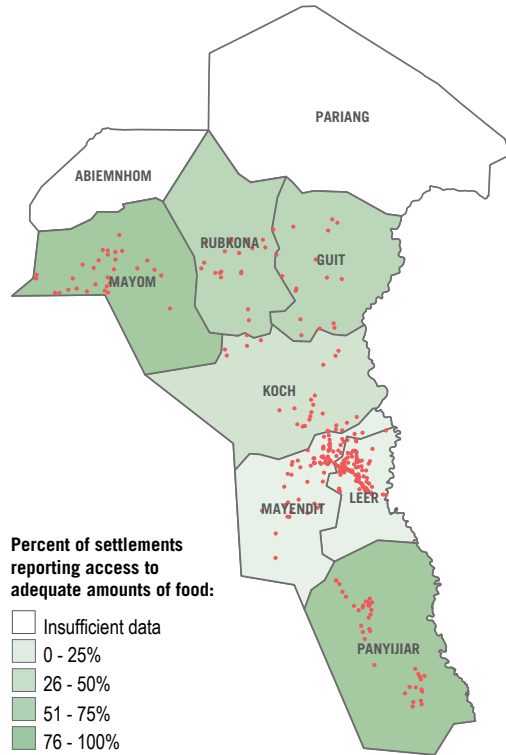 PARIANG
ABIEMNHOM
RUBKONA
GUIT
MAYOM
KOCH
MAYENDIT
LEER
PANYIJIAR
Percent of settlements
reporting access to
adequate amounts of food:
Insufficient data
0 - 25%
26 - 50%
51 - 75%
76 - 100%